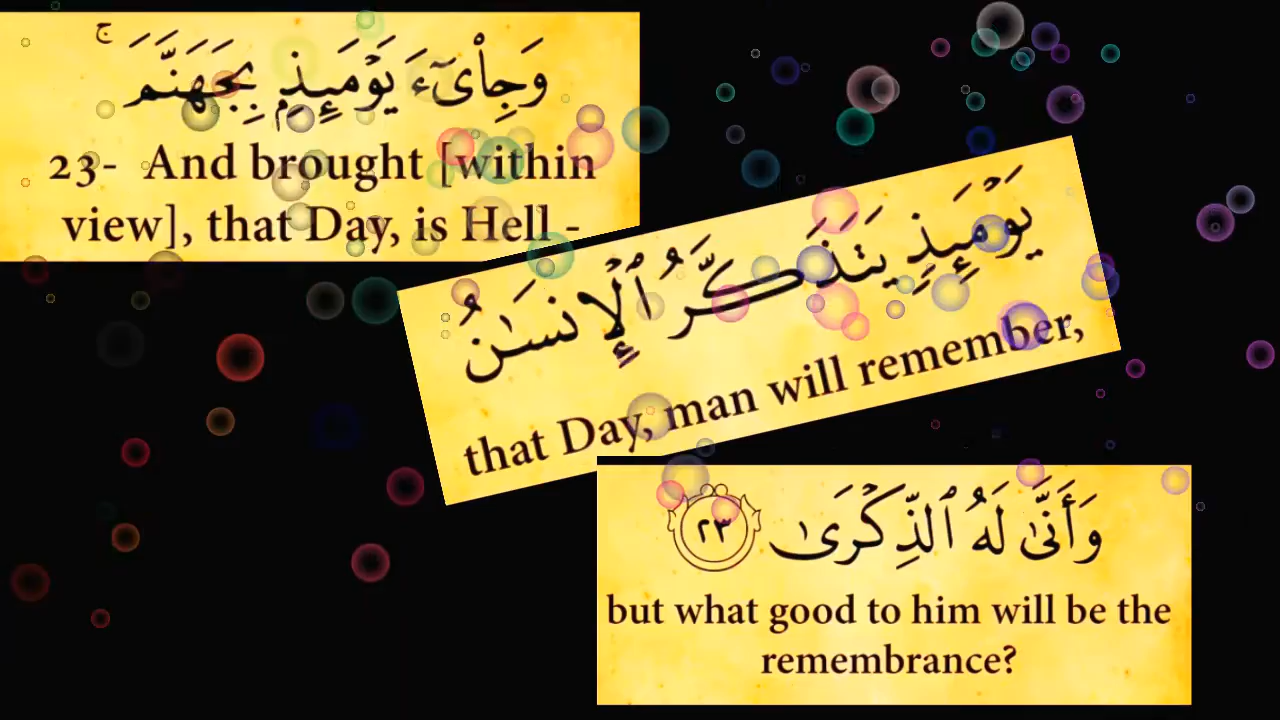 وَجِا۟ىٓءَ يَوْمَئِذٍۭ بِجَهَنَّمَ ۚ
23- And brought [within
view], that Day, is Hell -
يَوْمَئِذٍ يَتَذَكَّرُ ٱلْإِنسَٰنُ
that Day, man will remember,
وَأَنَّىٰ لَهُ ٱلذِّكْرَىٰ ٢٣
but what good to him will be the
remembrance?